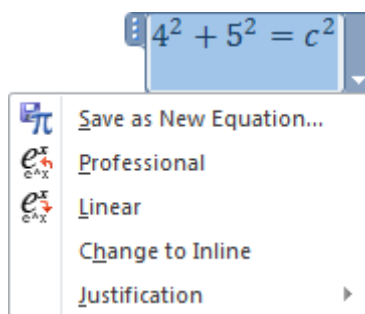 4² + 5² = c²
Save as New Equation...
Professional
Linear
Change to Inline
Justification